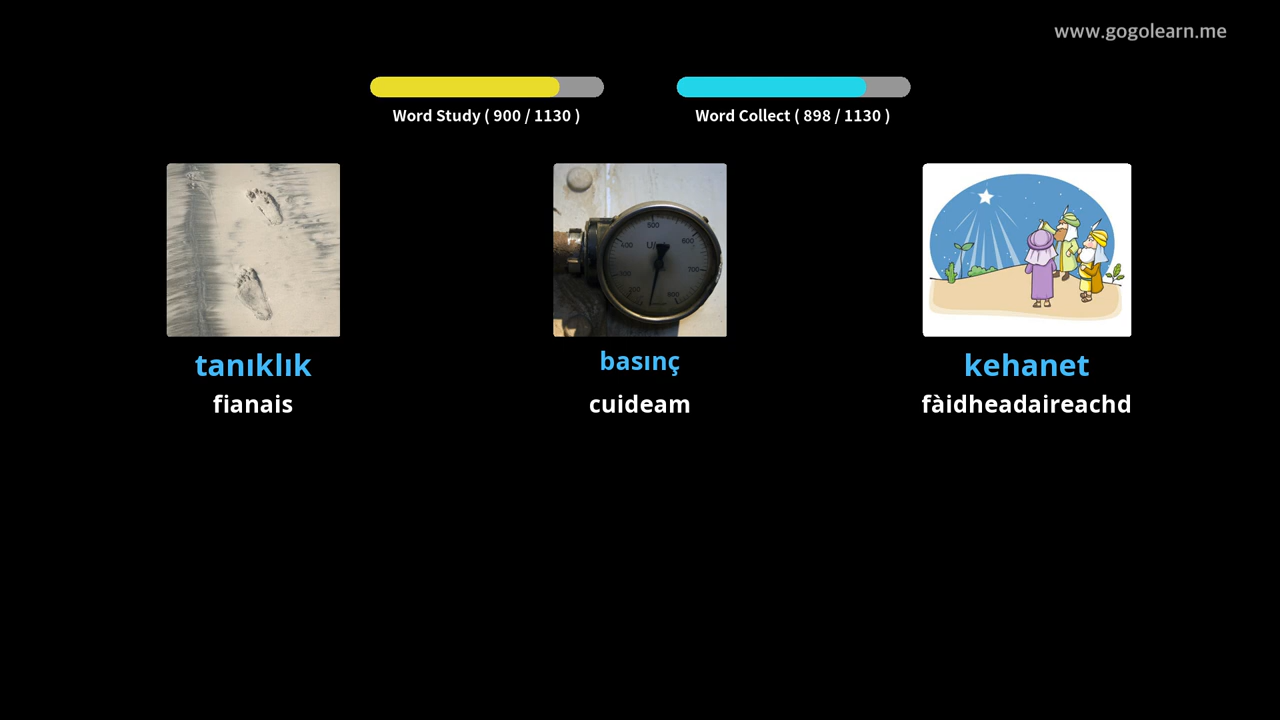 www.gogolearn.me
Word Study ( 900 / 1130 )
Word Collect ( 898 / 1130 )
tanıklık
basınç
kehanet
fianais
cuideam
fàidheadaireachd